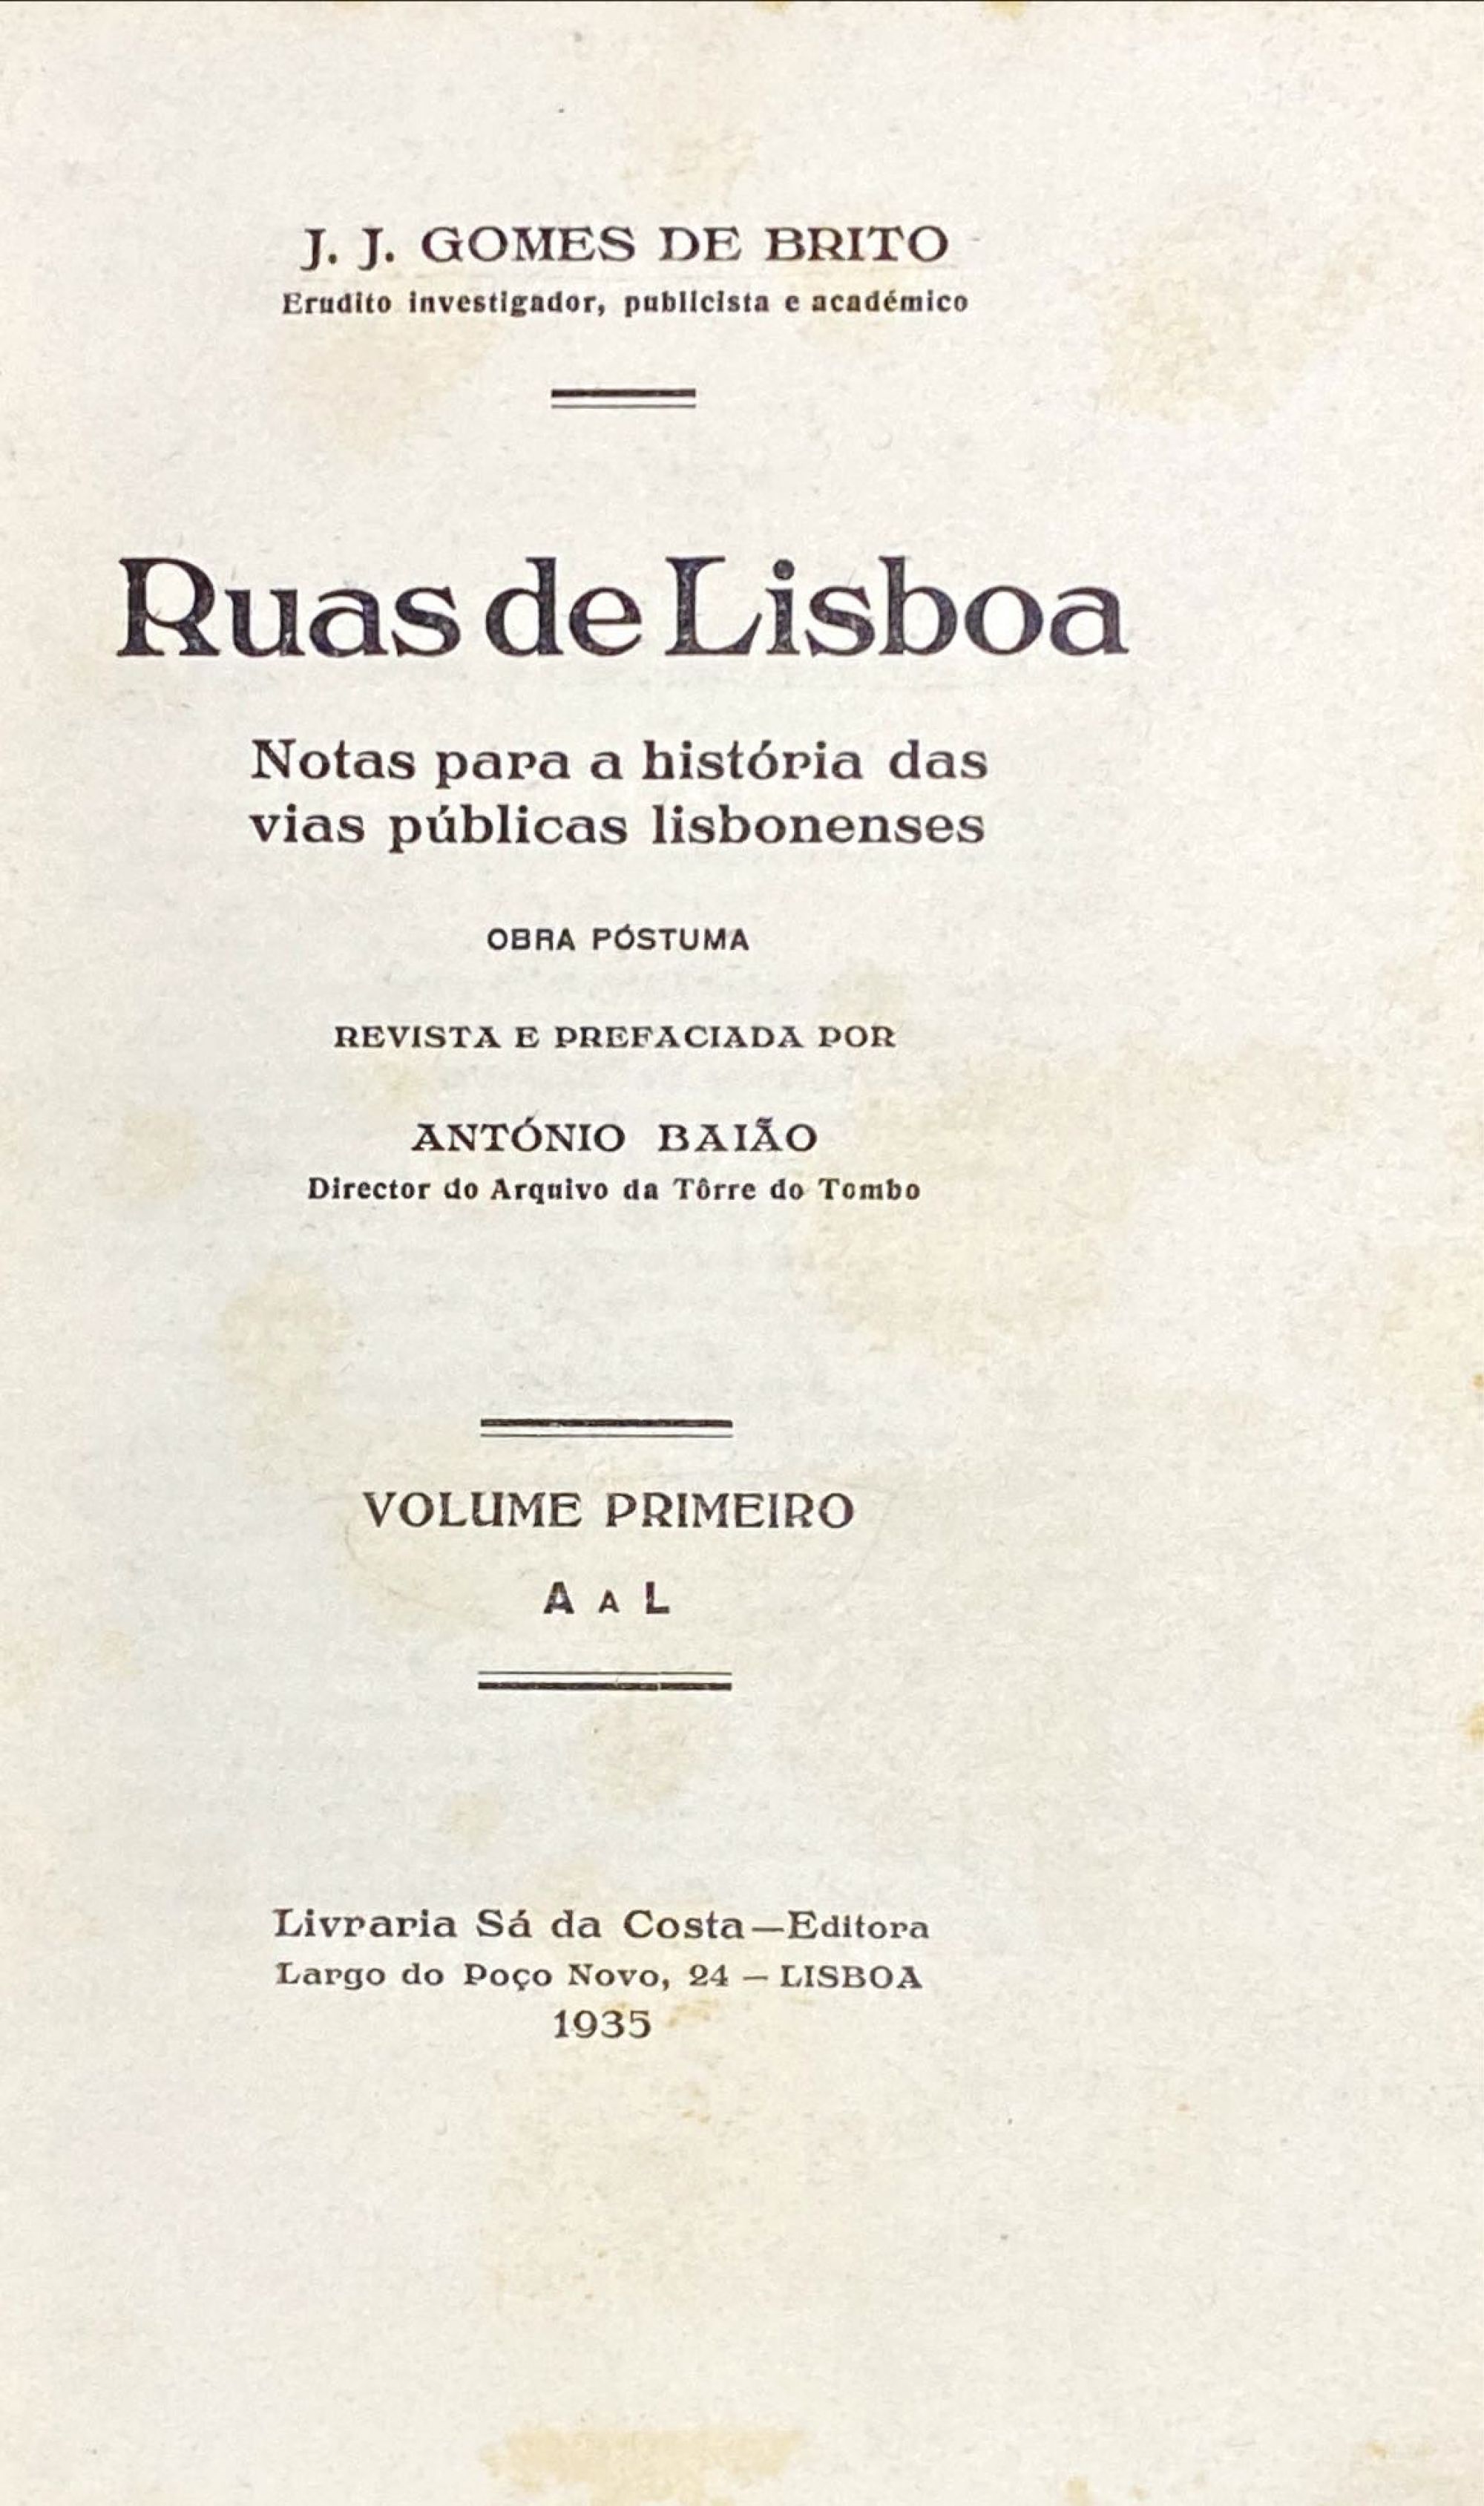 J. J. GOMES DE BRITO
Erudito investigador, publicista e académico
Ruas de Lisboa
Notas para a história das
vias públicas lisbonenses
OBRA PÓSTUMA
REVISTA E PREFACIADA POR
ANTÓNIO BAIÃO
Director do Arquivo da Tôrre do Tombo
VOLUME PRIMEIRO
A A L
Livraria Sá da Costa—Editora
Largo do Poço Novo, 24 — LISBOA
1935